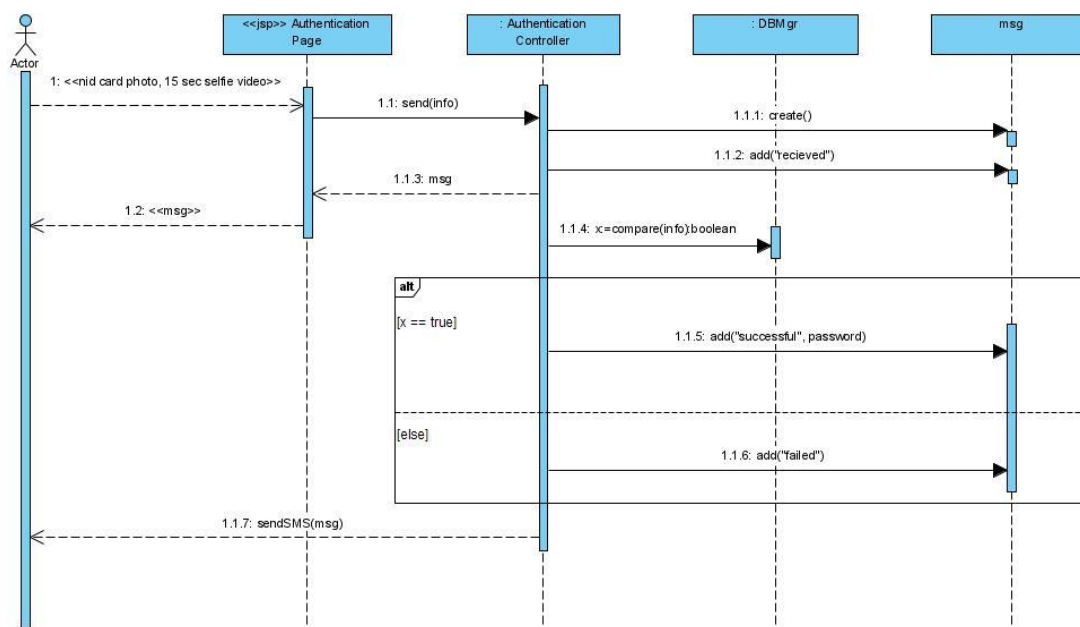 <<jsp>> Authentication
Page
: Authentication
Controller
: DBMgr
msg
Actor
1: <<nid card photo, 15 sec selfie video>>
1.1: send(info)
1.1.1: create()
1.1.2: add("recieved")
1.1.3: msg
1.2: <<msg>>
1.1.4: x:=compare(info):boolean
alt
[x == true]
1.1.5: add("successful", password)
[else]
1.1.6: add("failed")
1.1.7: sendSMS(msg)